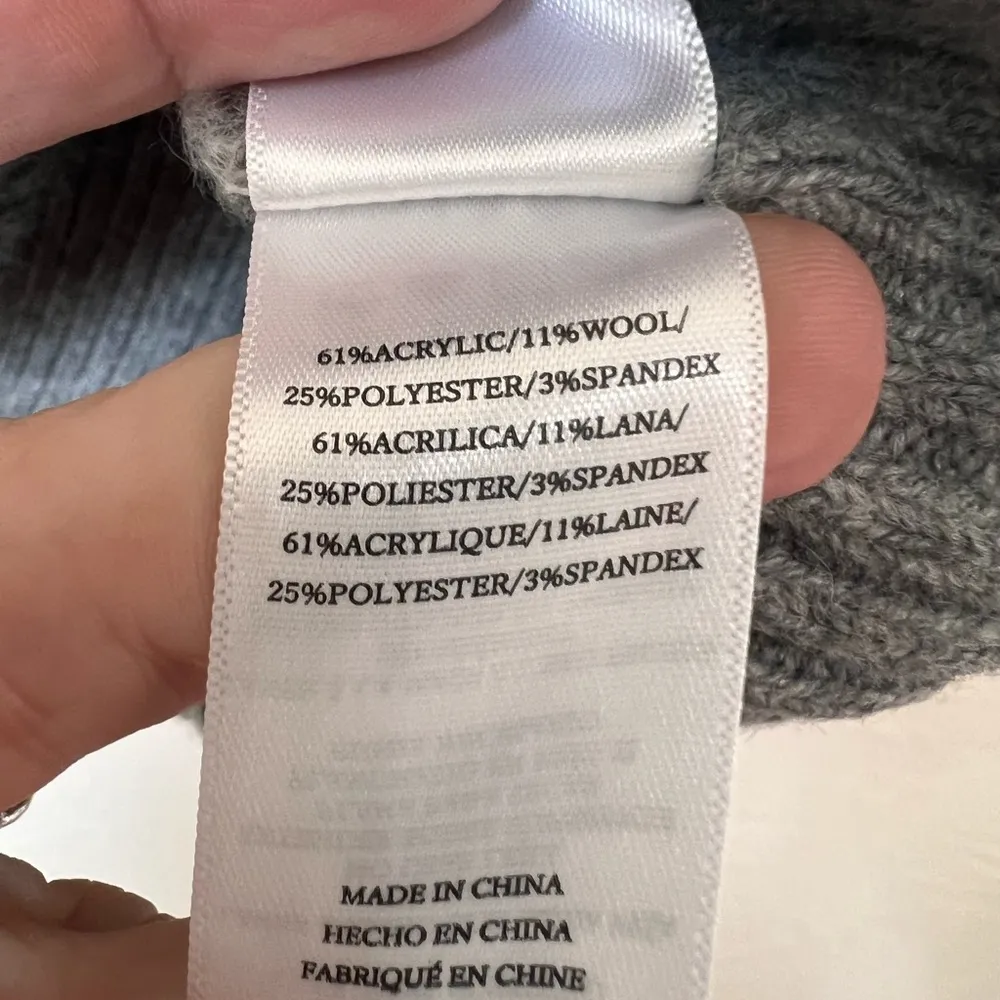 61%ACRYLIC/11%WOOL/
25%POLYESTER/3%SPANDEX
61%ACRILICA/11%LANA/
25%POLIESTER/3%SPANDEX
61%ACRYLIQUE/11%LAINE/
25%POLYESTER/3%SPANDEX
MADE IN CHINA
HECHO EN CHINA
FABRIQUÉ EN CHINE